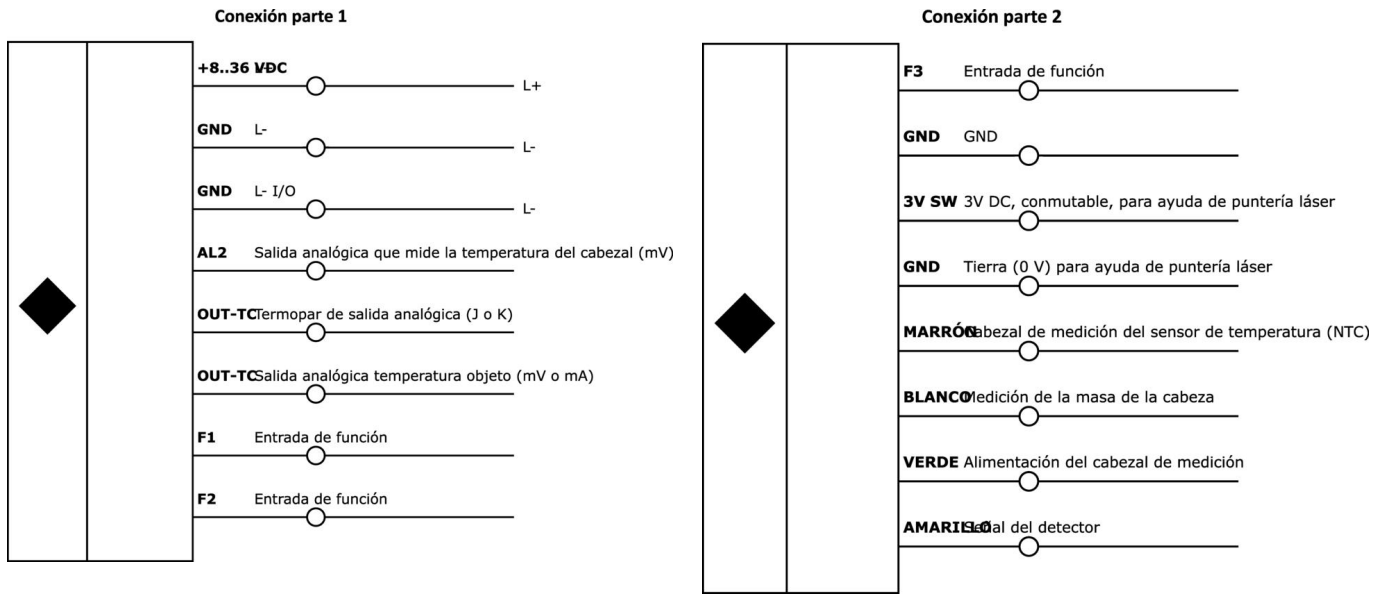 Conexión parte 1
+8..36 VDC L+
L+
GND L-
L-
GND L- I/O
L-
AL2 Salida analógica que mide la temperatura del cabezal (mV)
OUT-TC Termopar de salida analógica (J o K)
OUT-TC Salida analógica temperatura objeto (mV o mA)
F1 Entrada de función
F2 Entrada de función
Conexión parte 2
F3 Entrada de función
GND GND
3V SW 3V DC, conmutable, para ayuda de puntería láser
GND Tierra (0 V) para ayuda de puntería láser
MARRÓN Cabezal de medición del sensor de temperatura (NTC)
BLANCO Medición de la masa de la cabeza
VERDE Alimentación del cabezal de medición
AMARILLO Señal del detector